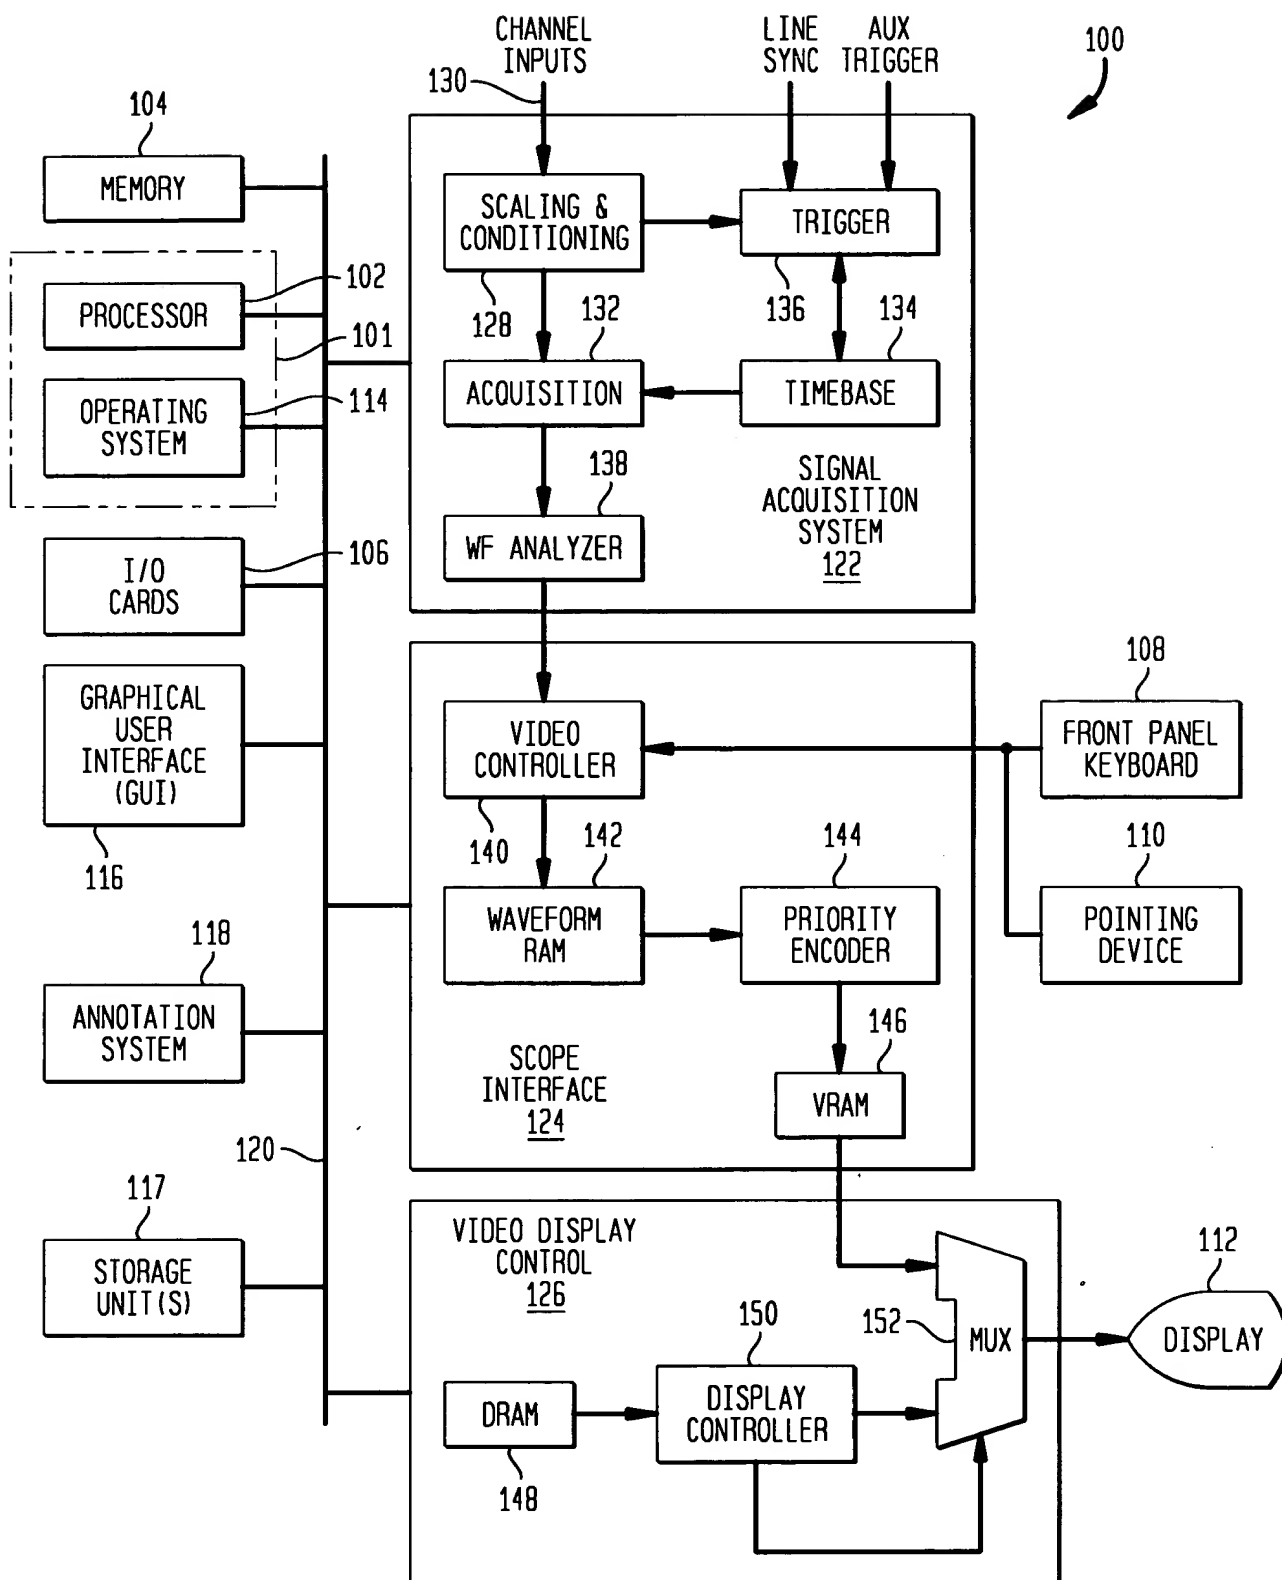 CHANNEL
INPUTS
LINE
SYNC
AUX
TRIGGER
100
130
104
MEMORY
SCALING &
CONDITIONING
TRIGGER
102
PROCESSOR
128
136
132
134
101
ACQUISITION
TIMEBASE
OPERATING
SYSTEM
114
138
SIGNAL
ACQUISITION
SYSTEM
122
WF ANALYZER
I/O
CARDS
106
108
GRAPHICAL
USER
INTERFACE
(GUI)
VIDEO
CONTROLLER
FRONT PANEL
KEYBOARD
116
140
142
144
110
WAVEFORM
RAM
PRIORITY
ENCODER
POINTING
DEVICE
118
ANNOTATION
SYSTEM
146
SCOPE
INTERFACE
124
VRAM
120
117
STORAGE
UNIT(S)
VIDEO DISPLAY
CONTROL
126
112
150
152
MUX
DISPLAY
DRAM
DISPLAY
CONTROLLER
148